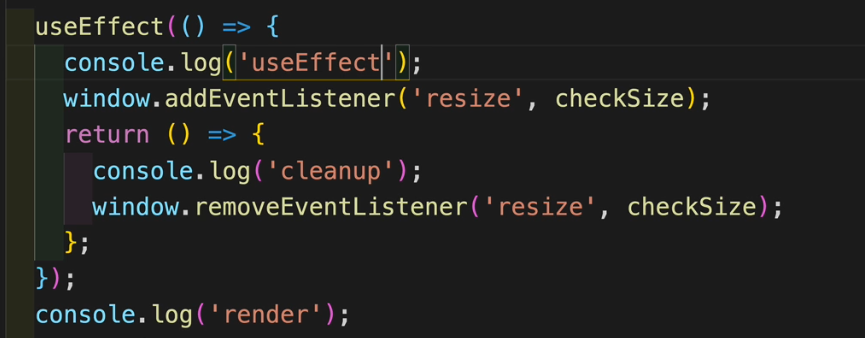 useEffect(() => {
  console.log('useEffect');
  window.addEventListener('resize', checkSize);
  return () => {
    console.log('cleanup');
    window.removeEventListener('resize', checkSize);
  };
});
console.log('render');